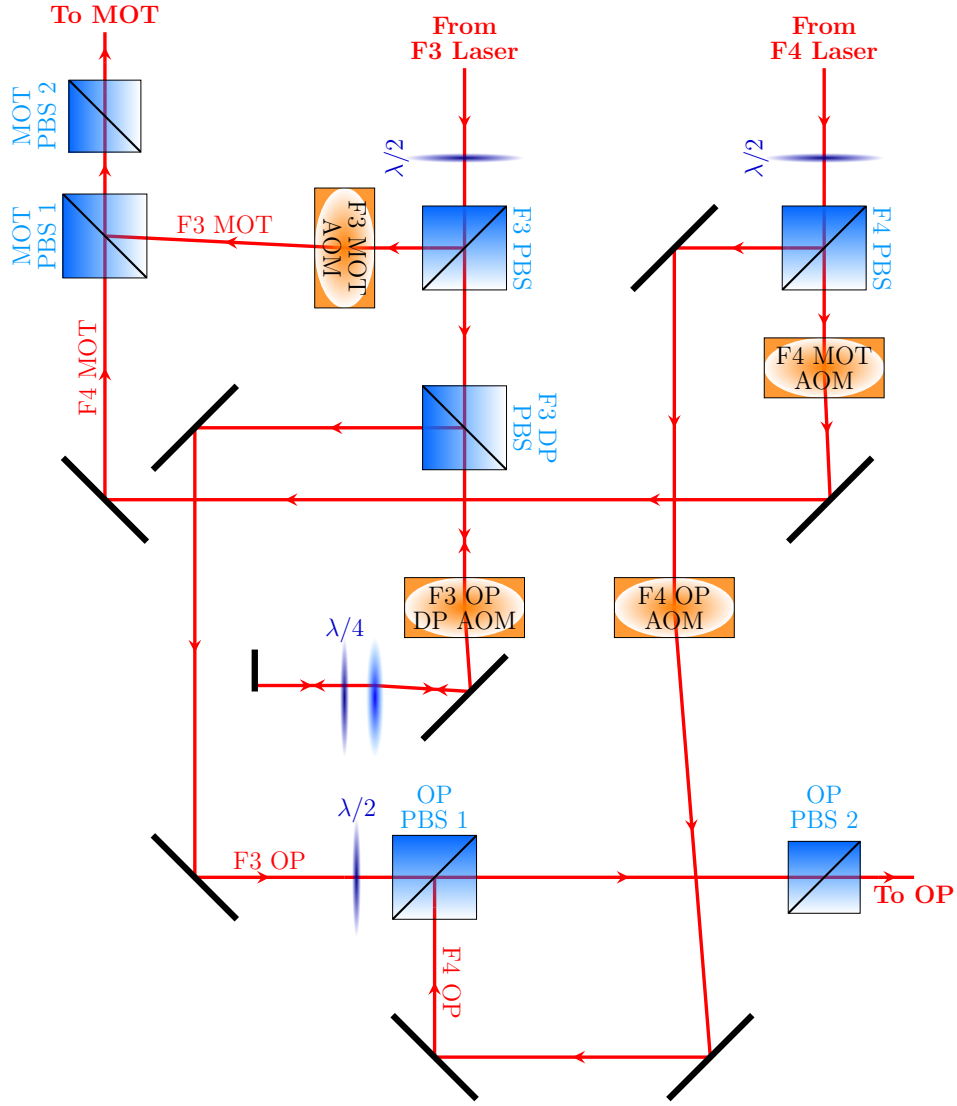 To MOT
From
F3 Laser
From
F4 Laser
MOT
PBS 2
λ/2
λ/2
MOT
PBS 1
F3 MOT
F3 MOT
AOM
F3 PBS
F4 PBS
F4 MOT
AOM
F4 MOT
F3 DP
PBS
F3 OP
DP AOM
F4 OP
AOM
λ/4
λ/2
OP
PBS 1
OP
PBS 2
F3 OP
To OP
F4 OP